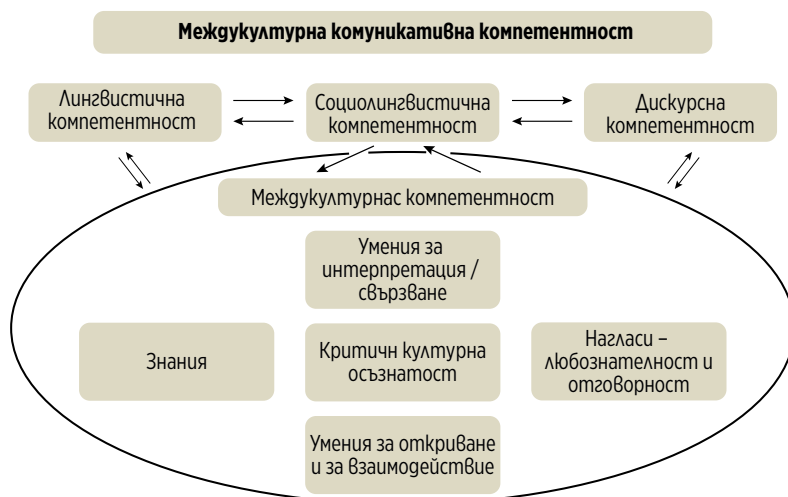 Междукултурна комуникативна компетентност
Лингвистична
компетентност
Социолингвистична
компетентност
Дискурсна
компетентност
Междукултурнас компетентност
Умения за
интерпретация /
свързване
Знания
Критичн културна
осъзнатост
Нагласи –
любознателност и
отговорност
Умения за откриване
и за взаимодействие